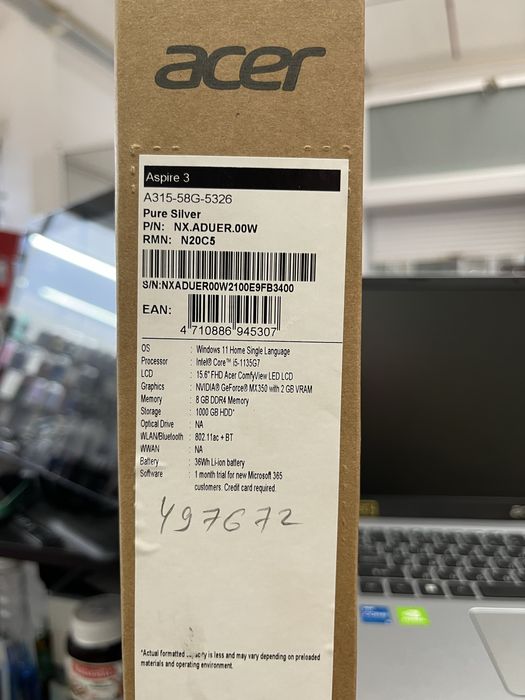 acer
Aspire 3
A315-58G-5326
Pure Silver
P/N: NX.ADUER.00W
RMN: N20C5
S/N:NXADUER00W2100E9FB3400
EAN:
4 710886 945307
OS : Windows 11 Home Single Language
Processor : Intel® Core™ i5-1135G7
LCD : 15.6" FHD Acer ComfyView LED LCD
Graphics : NVIDIA® GeForce® MX350 with 2 GB VRAM
Memory : 8 GB DDR4 Memory
Storage : 1000 GB HDD*
Optical Drive : NA
WLAN/Bluetooth : 802.11ac + BT
WWAN : NA
Battery : 36Wh Li-ion battery
Software : 1 month trial for new Microsoft 365
customers. Credit card required.
497672
*Actual formatted is less and may vary depending on preloaded
materials and operating environment.